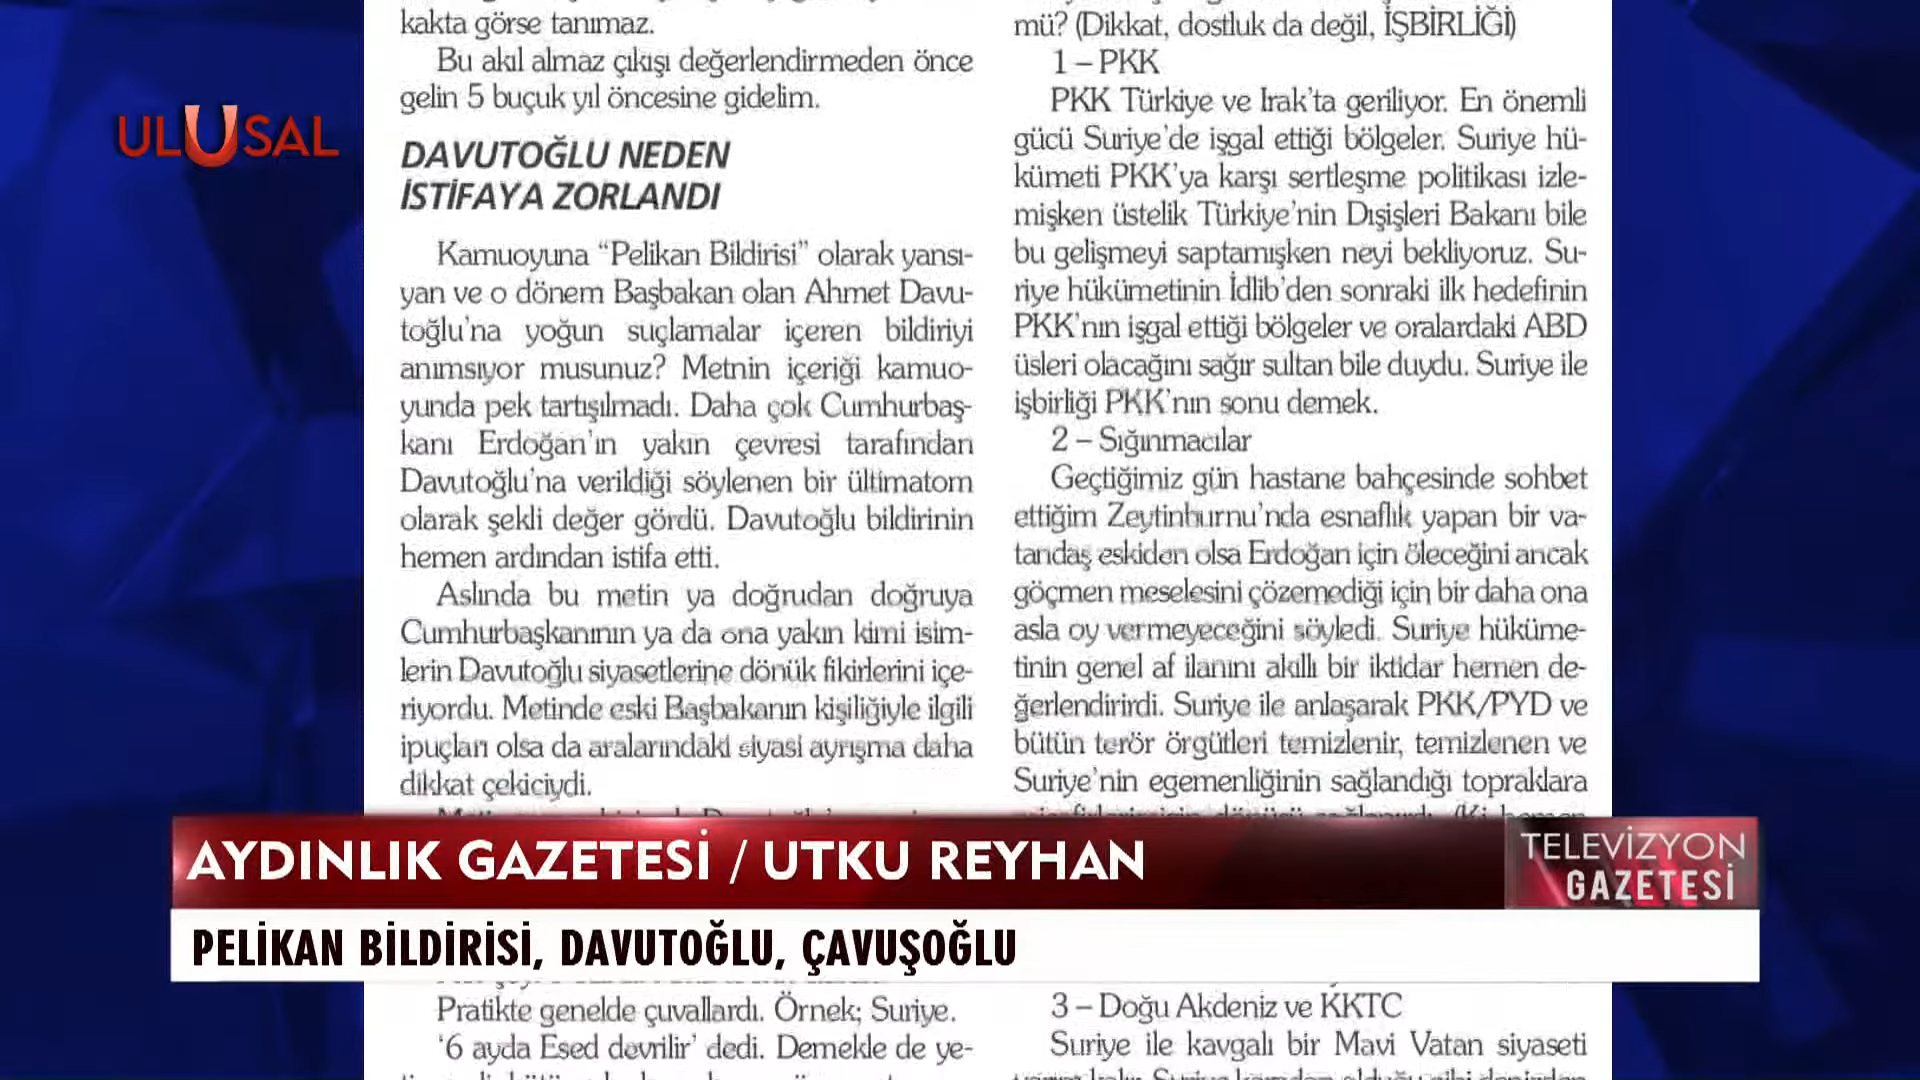 ULUSAL
kakta görse tanımaz.
Bu akıl almaz çıkışı değerlendirmeden önce
gelin 5 buçuk yıl öncesine gidelim.
DAVUTOĞLU NEDEN
İSTİFAYA ZORLANDI
Kamuoyuna “Pelikan Bildirisi” olarak yansı-
yan ve o dönem Başbakan olan Ahmet Davu-
toğlu’na yoğun suçlamalar içeren bildiriyi
anımsıyor musunuz? Metnin içeriği kamuo-
yunda pek tartışılmadı. Daha çok Cumhurbaş-
kanı Erdoğan’ın yakın çevresi tarafından
Davutoğlu’na verildiği söylenen bir ültimatom
olarak şekli değer gördü. Davutoğlu bildirinin
hemen ardından istifa etti.
Aslında bu metin ya doğrudan doğruya
Cumhurbaşkanının ya da ona yakın kimi isim-
lerin Davutoğlu siyasetlerine dönük fikirlerini içe-
riyordu. Metinde eski Başbakanın kişiliğiyle ilgili
ipuçları olsa da aralarındaki siyasi ayrışma daha
dikkat çekiciydi.
Pratikte genelde çuvallardı. Örnek; Suriye.
‘6 ayda Esed devrilir’ dedi. Demekle de ye-
mü? (Dikkat, dostluk da değil, İŞBİRLİĞİ)
1 – PKK
PKK Türkiye ve Irak’ta geriliyor. En önemli
gücü Suriye’de işgal ettiği bölgeler. Suriye hü-
kümeti PKK’ya karşı sertleşme politikası izle-
mişken üstelik Türkiye’nin Dışişleri Bakanı bile
bu gelişmeyi saptamışken neyi bekliyoruz. Su-
riye hükümetinin İdlib’den sonraki ilk hedefinin
PKK’nın işgal ettiği bölgeler ve oralardaki ABD
üsleri olacağını sağır sultan bile duydu. Suriye ile
işbirliği PKK’nın sonu demek.
2 – Sığınmacılar
Geçtiğimiz gün hastane bahçesinde sohbet
ettiğim Zeytinburnu’nda esnaflık yapan bir va-
tandaş eskiden olsa Erdoğan için öleceğini ancak
göçmen meselesini çözemediği için bir daha ona
asla oy vermeyeceğini söyledi. Suriye hüküme-
tinin genel af ilanını akıllı bir iktidar hemen de-
ğerlendirirdi. Suriye ile anlaşarak PKK/PYD ve
bütün terör örgütleri temizlenir, temizlenen ve
Suriye’nin egemenliğinin sağlandığı topraklara
3 – Doğu Akdeniz ve KKTC
Suriye ile kavgalı bir Mavi Vatan siyaseti
AYDINLIK GAZETESİ / UTKU REYHAN
TELEVİZYON
GAZETESİ
PELİKAN BİLDİRİSİ, DAVUTOĞLU, ÇAVUŞOĞLU